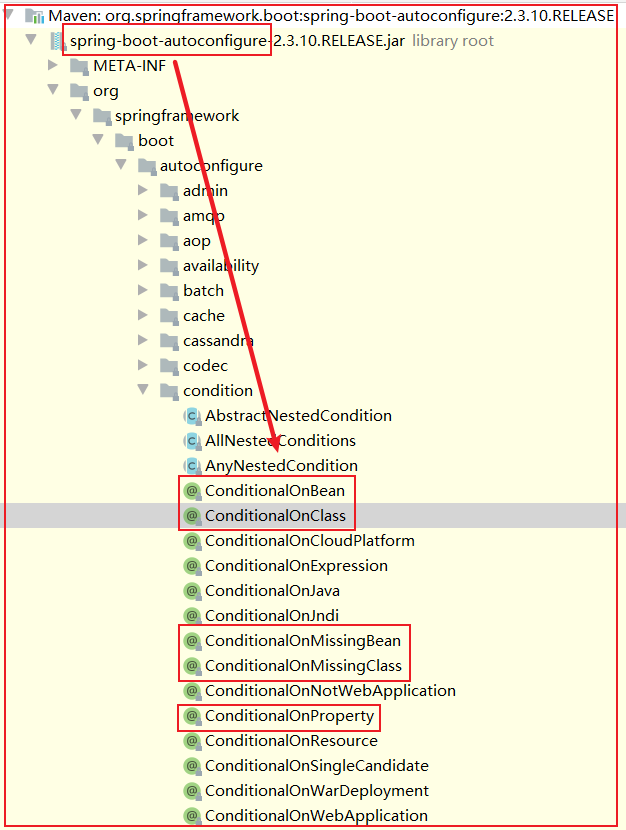 Maven: org.springframework.boot:spring-boot-autoconfigure:2.3.10.RELEASE
spring-boot-autoconfigure-2.3.10.RELEASE.jar library root
META-INF
org
springframework
boot
autoconfigure
admin
amqp
aop
availability
batch
cache
cassandra
codec
condition
AbstractNestedCondition
AllNestedConditions
AnyNestedCondition
ConditionalOnBean
ConditionalOnClass
ConditionalOnCloudPlatform
ConditionalOnExpression
ConditionalOnJava
ConditionalOnJndi
ConditionalOnMissingBean
ConditionalOnMissingClass
ConditionalOnNotWebApplication
ConditionalOnProperty
ConditionalOnResource
ConditionalOnSingleCandidate
ConditionalOnWarDeployment
ConditionalOnWebApplication